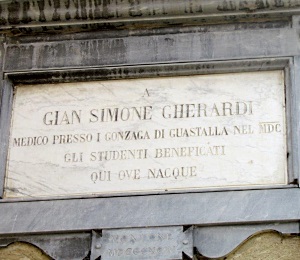 A
GIAN SIMONE GHERARDI
MEDICO PRESSO I GONZAGA DI GUASTALLA NEL MDC
GLI STUDENTI BENEFICATI
QUI OVE NACQUE